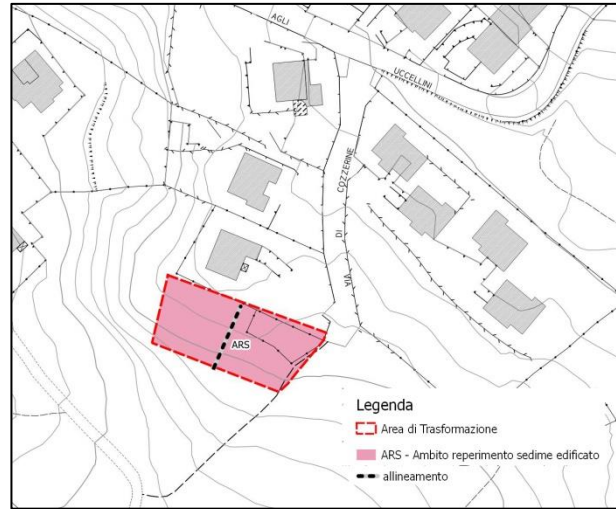 AGLI
UCCELLINI
VIA DI COZZERINE
ARS
Legenda
Area di Trasformazione
ARS - Ambito reperimento sedime edificato
allineamento